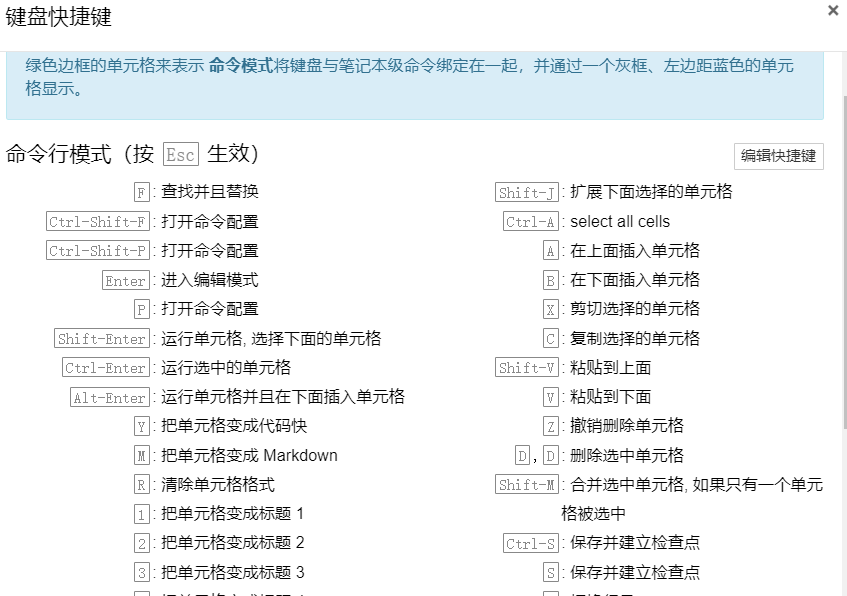 键盘快捷键
×
绿色边框的单元格来表示 命令模式将键盘与笔记本级命令绑定在一起，并通过一个灰框、左边距蓝色的单元
格显示。
命令行模式（按 Esc 生效）
编辑快捷键
F : 查找并且替换
Ctrl-Shift-F : 打开命令配置
Ctrl-Shift-P : 打开命令配置
Enter : 进入编辑模式
P : 打开命令配置
Shift-Enter : 运行单元格, 选择下面的单元格
Ctrl-Enter : 运行选中的单元格
Alt-Enter : 运行单元格并且在下面插入单元格
Y : 把单元格变成代码快
M : 把单元格变成 Markdown
R : 清除单元格格式
1 : 把单元格变成标题 1
2 : 把单元格变成标题 2
3 : 把单元格变成标题 3
Shift-J : 扩展下面选择的单元格
Ctrl-A : select all cells
A : 在上面插入单元格
B : 在下面插入单元格
X : 剪切选择的单元格
C : 复制选择的单元格
Shift-V : 粘贴到上面
V : 粘贴到下面
Z : 撤销删除单元格
D , D : 删除选中单元格
Shift-M : 合并选中单元格, 如果只有一个单元
格被选中
Ctrl-S : 保存并建立检查点
S : 保存并建立检查点